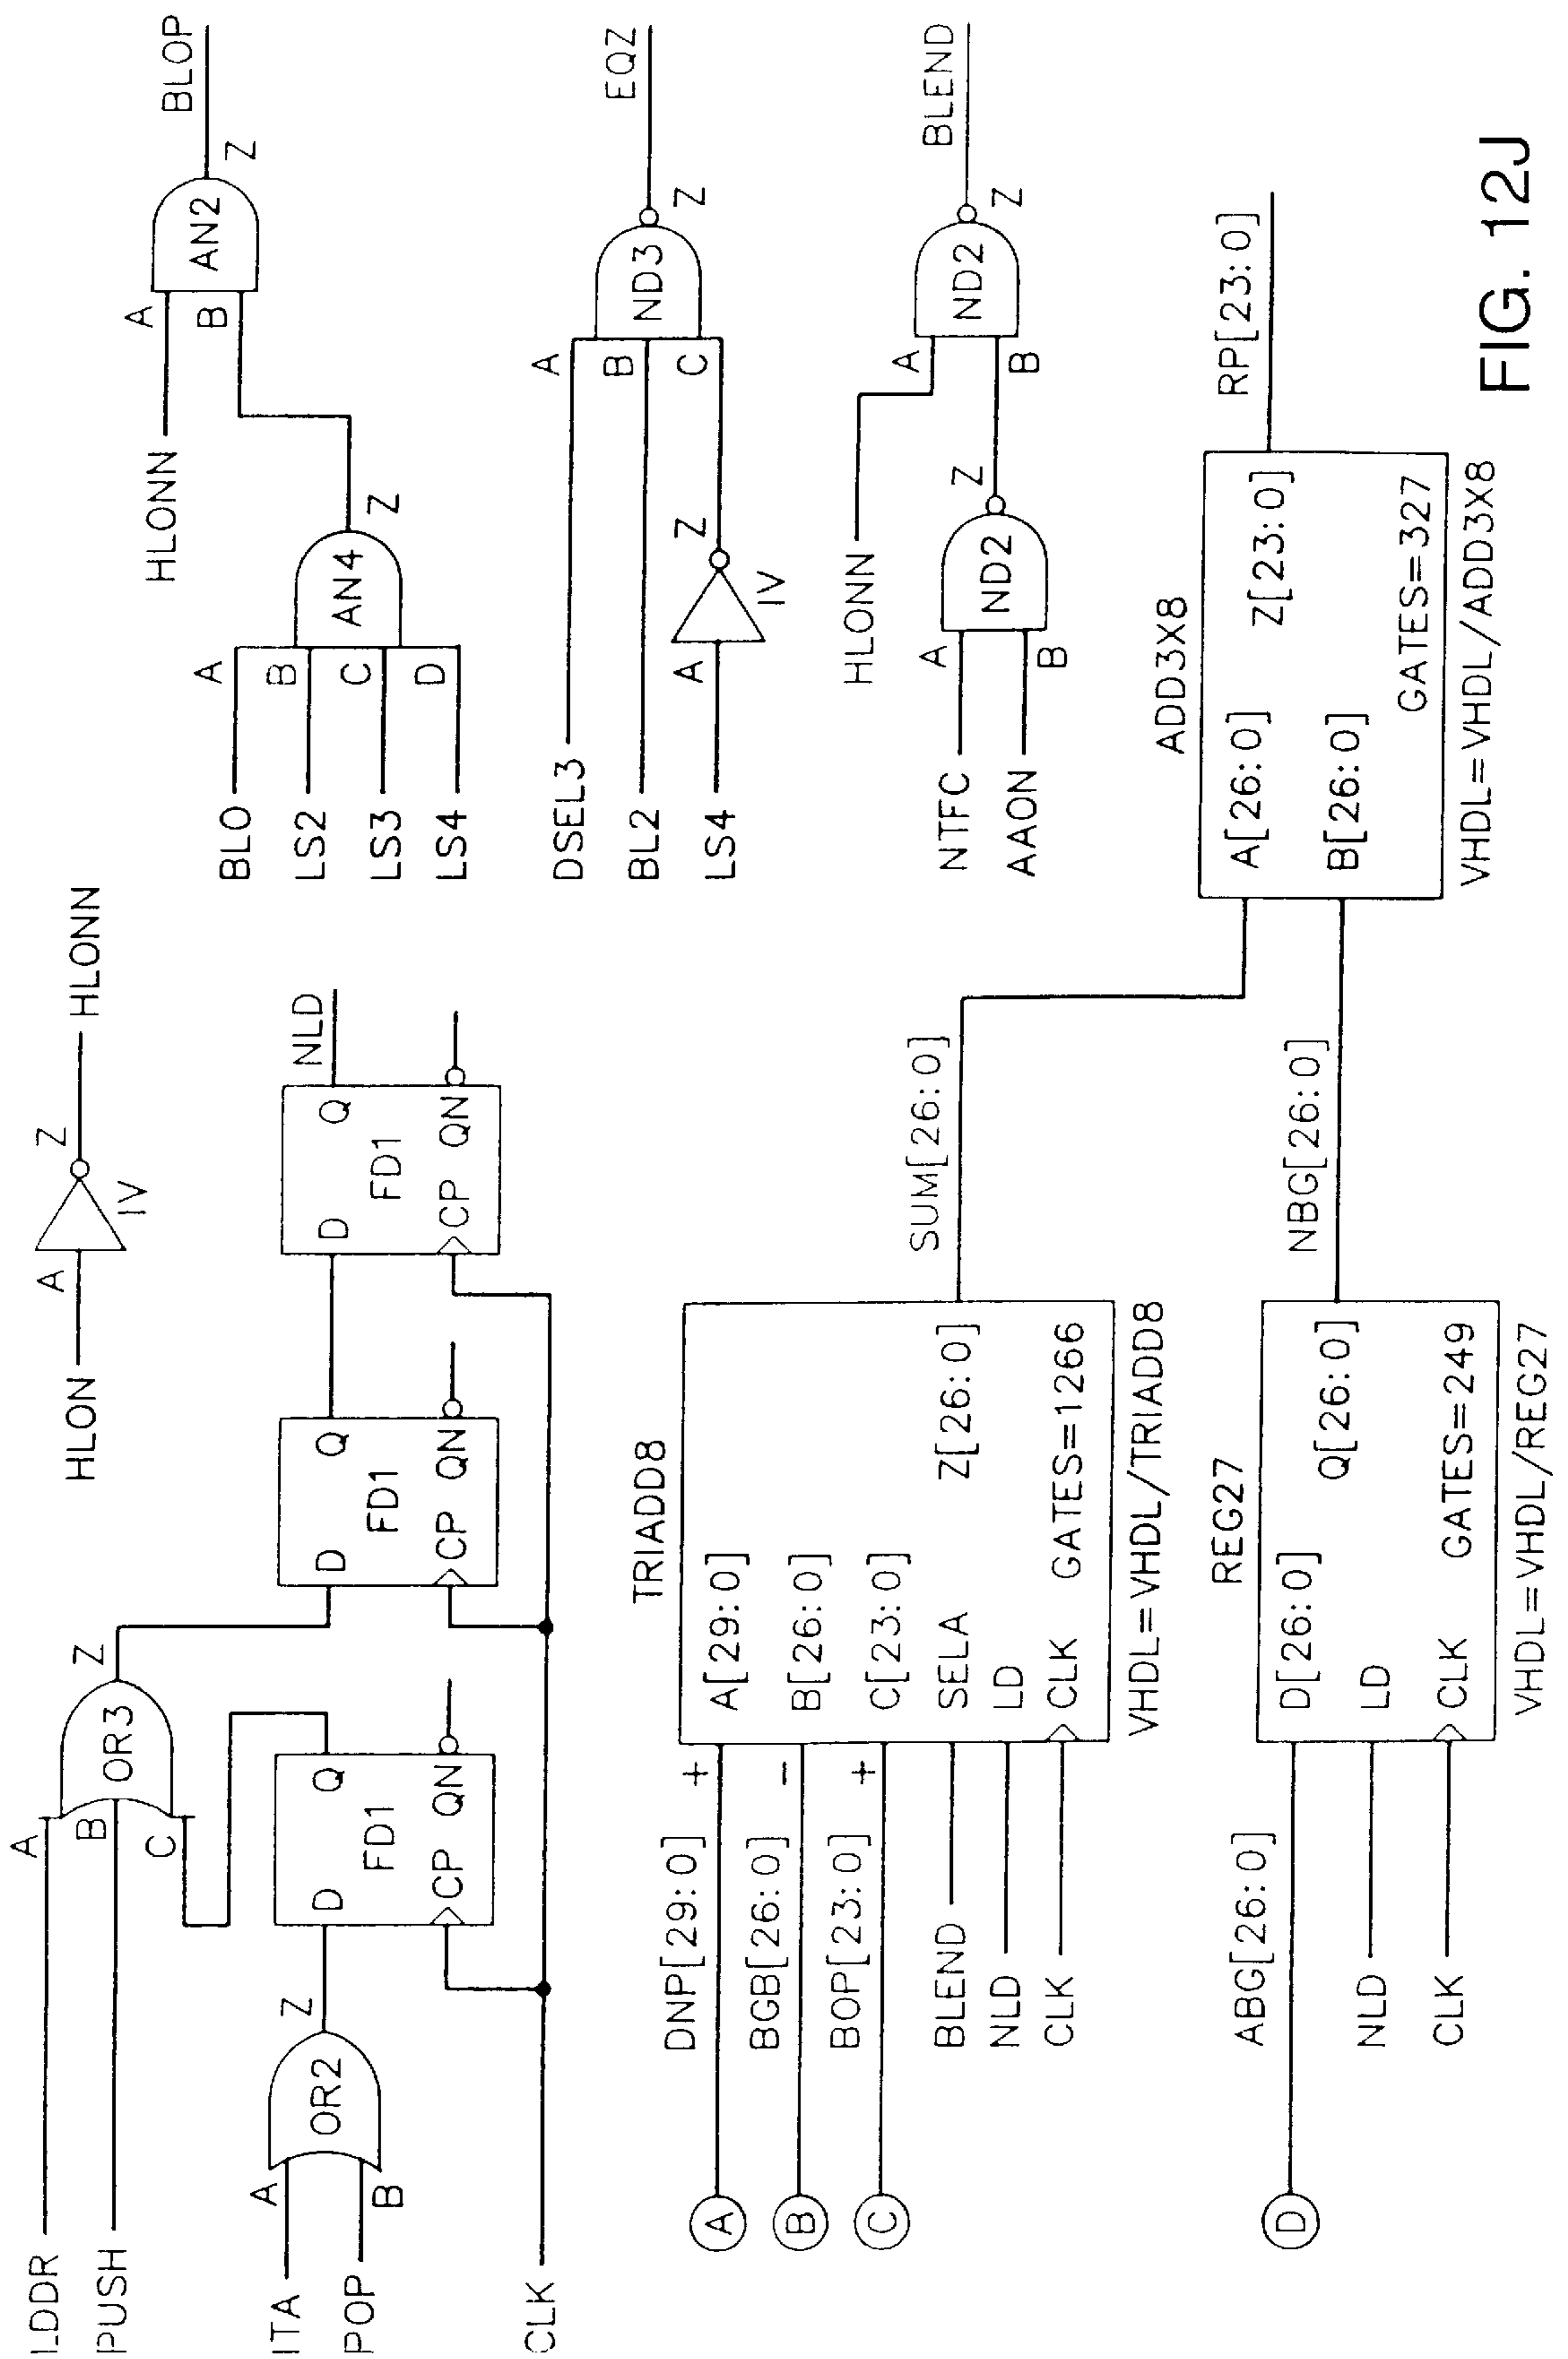 LDDR
PUSH
A
B
C
OR3
Z
HLON
A
Z
IV
HLONN
ITA
POP
A
B
OR2
Z
D
Q
FD1
CP
QN
D
Q
FD1
CP
QN
D
Q
FD1
CP
QN
NLD
CLK
HLONN
A
B
AN2
Z
BLOP
BLO
LS2
LS3
LS4
A
B
C
D
AN4
Z
DSEL3
BL2
LS4
A
Z
IV
A
B
C
ND3
Z
EQZ
HLONN
NTFC
AAON
A
B
ND2
Z
A
B
ND2
Z
BLEND
TRIADD8
A
DNP[29:0]
+
A[29:0]
B
BGB[26:0]
−
B[26:0]
C
BOP[23:0]
+
C[23:0]
Z[26:0]
BLEND
SELA
NLD
LD
CLK
CLK
GATES=1266
VHDL=VHDL/TRIADD8
SUM[26:0]
REG27
D
ABG[26:0]
D[26:0]
Q[26:0]
NLD
LD
CLK
CLK
GATES=249
VHDL=VHDL/REG27
NBG[26:0]
ADD3X8
A[26:0]
Z[23:0]
B[26:0]
GATES=327
VHDL=VHDL/ADD3X8
RP[23:0]
FIG. 12J